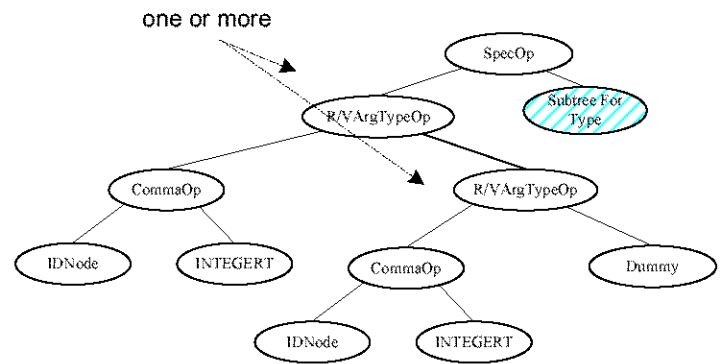 one or more
SpecOp
R/VArgTypeOp
Subtree For
Type
CommaOp
R/VArgTypeOp
IDNode
INTEGERT
CommaOp
Dummy
IDNode
INTEGERT